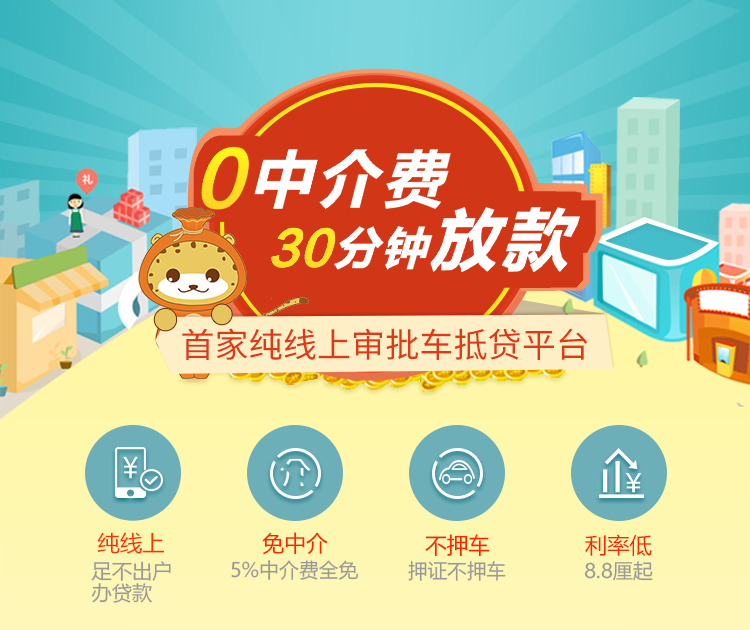 礼
0中介费
30分钟放款
首家纯线上审批车抵贷平台
¥
¥
纯线上
足不出户
办贷款
免中介
5%中介费全免
不押车
押证不押车
利率低
8.8厘起